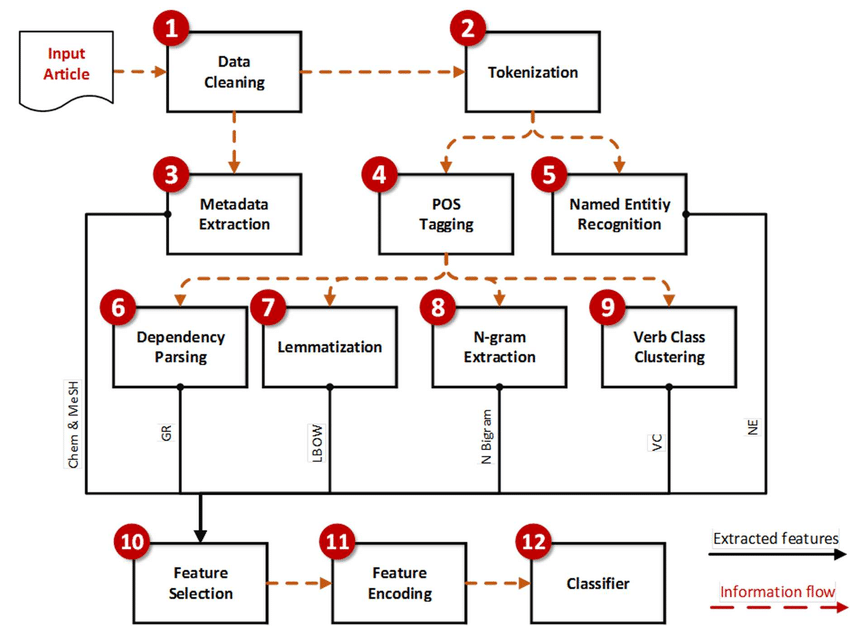 Input
Article
1
Data
Cleaning
2
Tokenization
3
Metadata
Extraction
4
POS
Tagging
5
Named Entitiy
Recognition
6
Dependency
Parsing
7
Lemmatization
8
N-gram
Extraction
9
Verb Class
Clustering
Chem & MeSH
GR
LBOW
N Bigram
VC
NE
10
Feature
Selection
11
Feature
Encoding
12
Classifier
Extracted features
Information flow